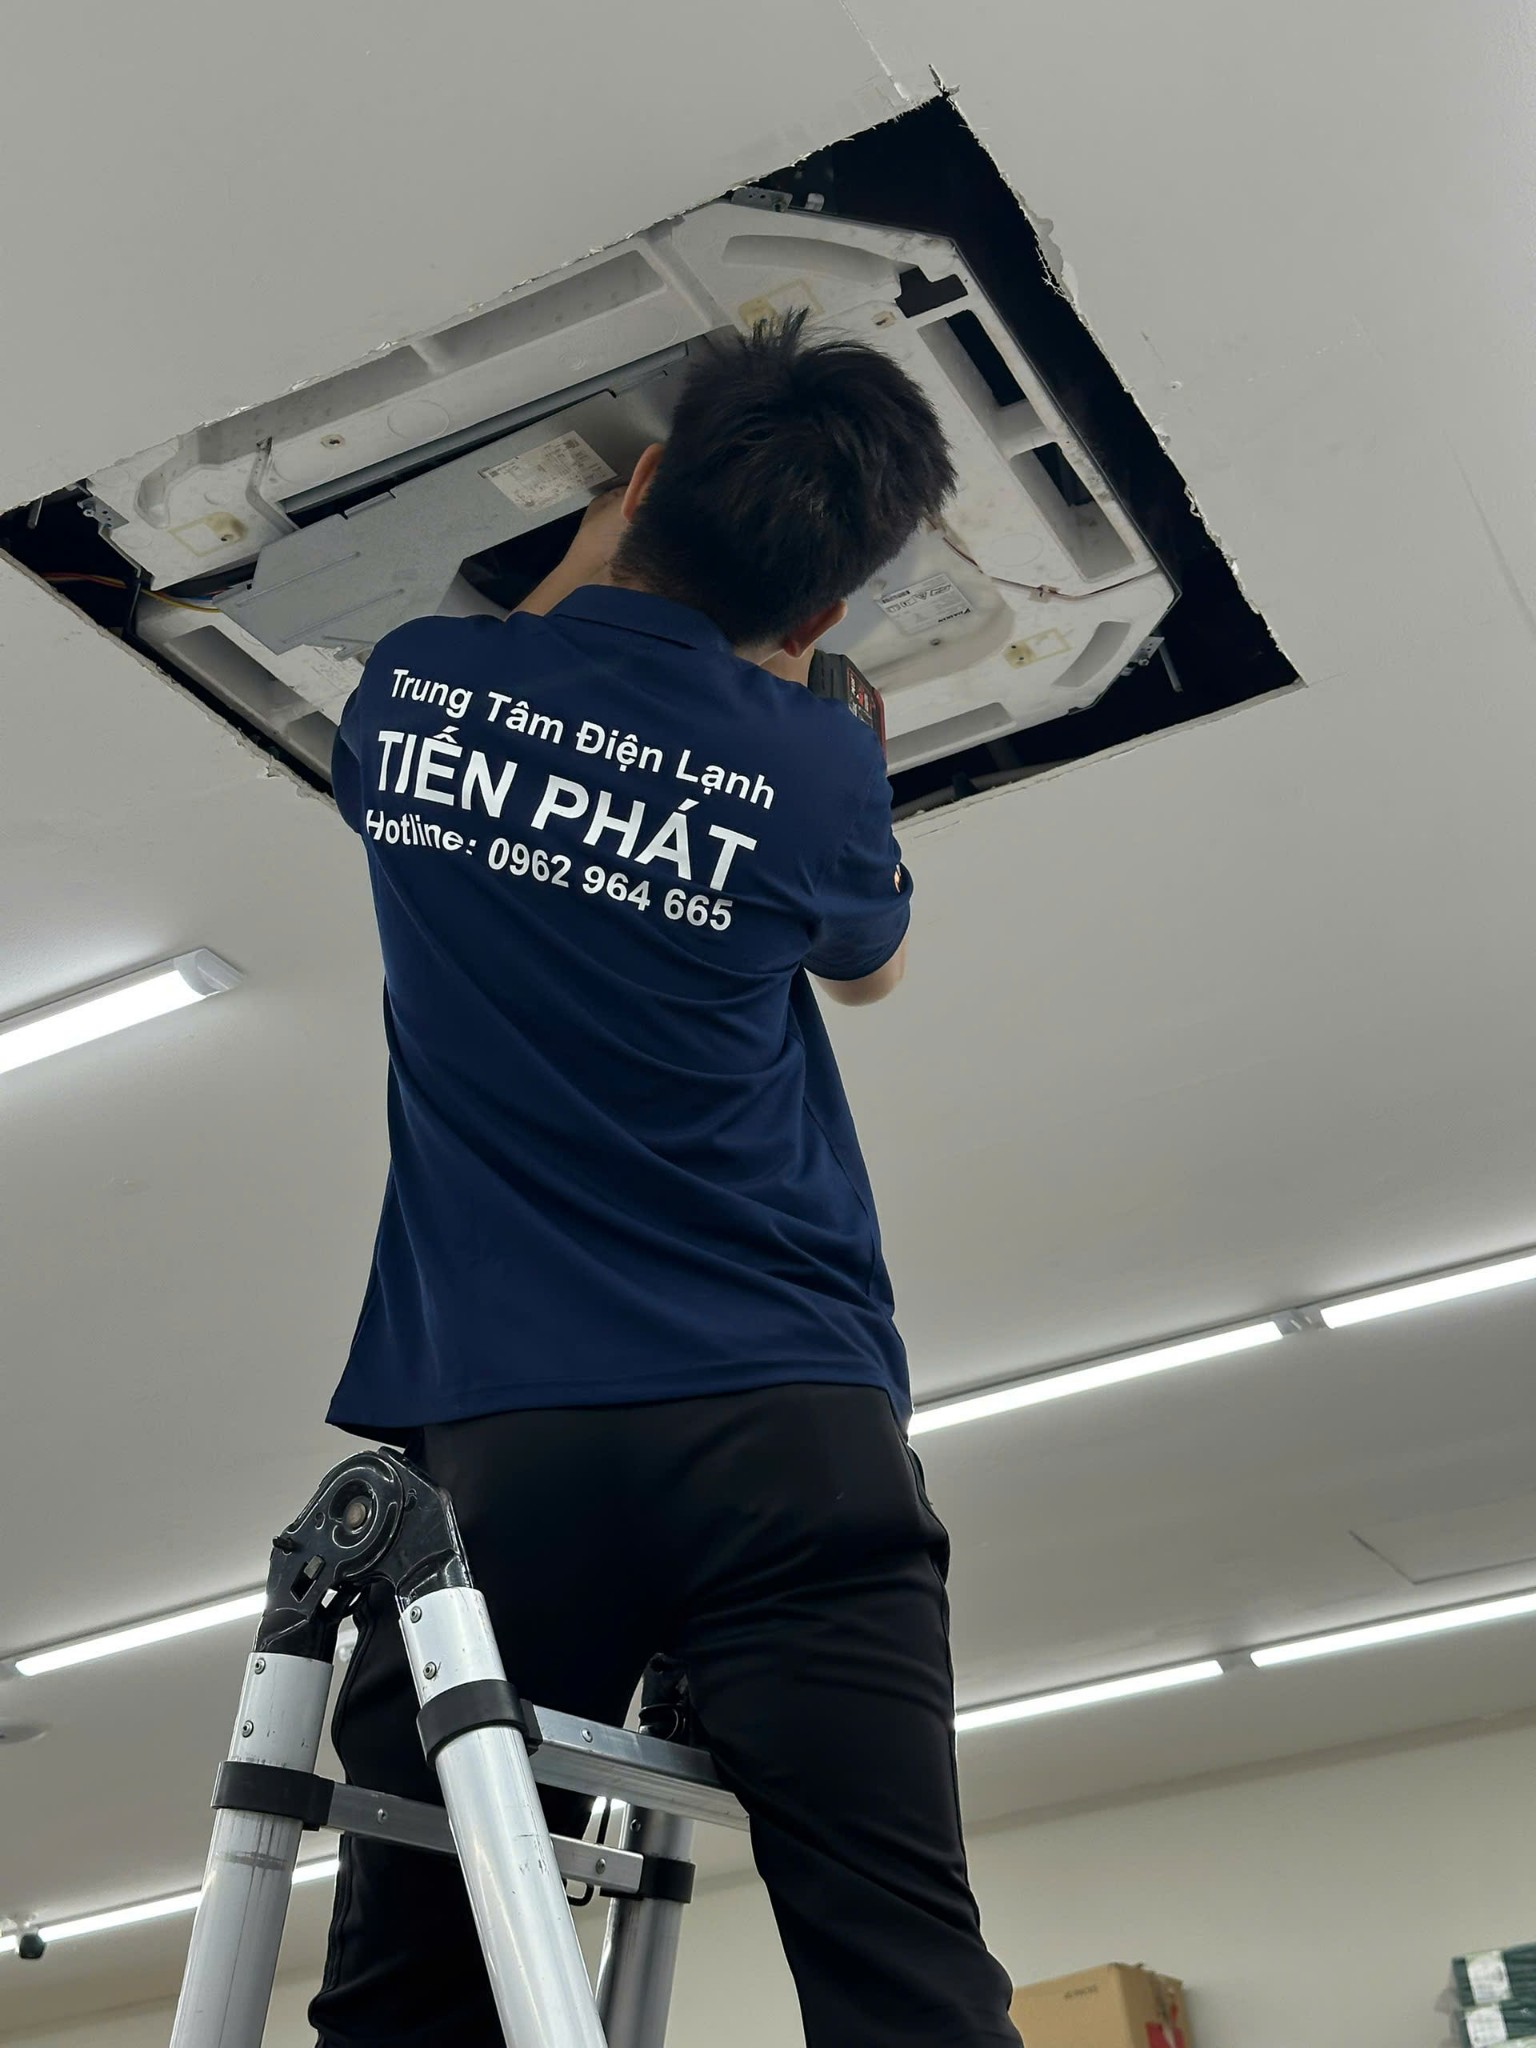 Trung Tâm Điện Lạnh
TIẾN PHÁT
Hotline: 0962 964 665